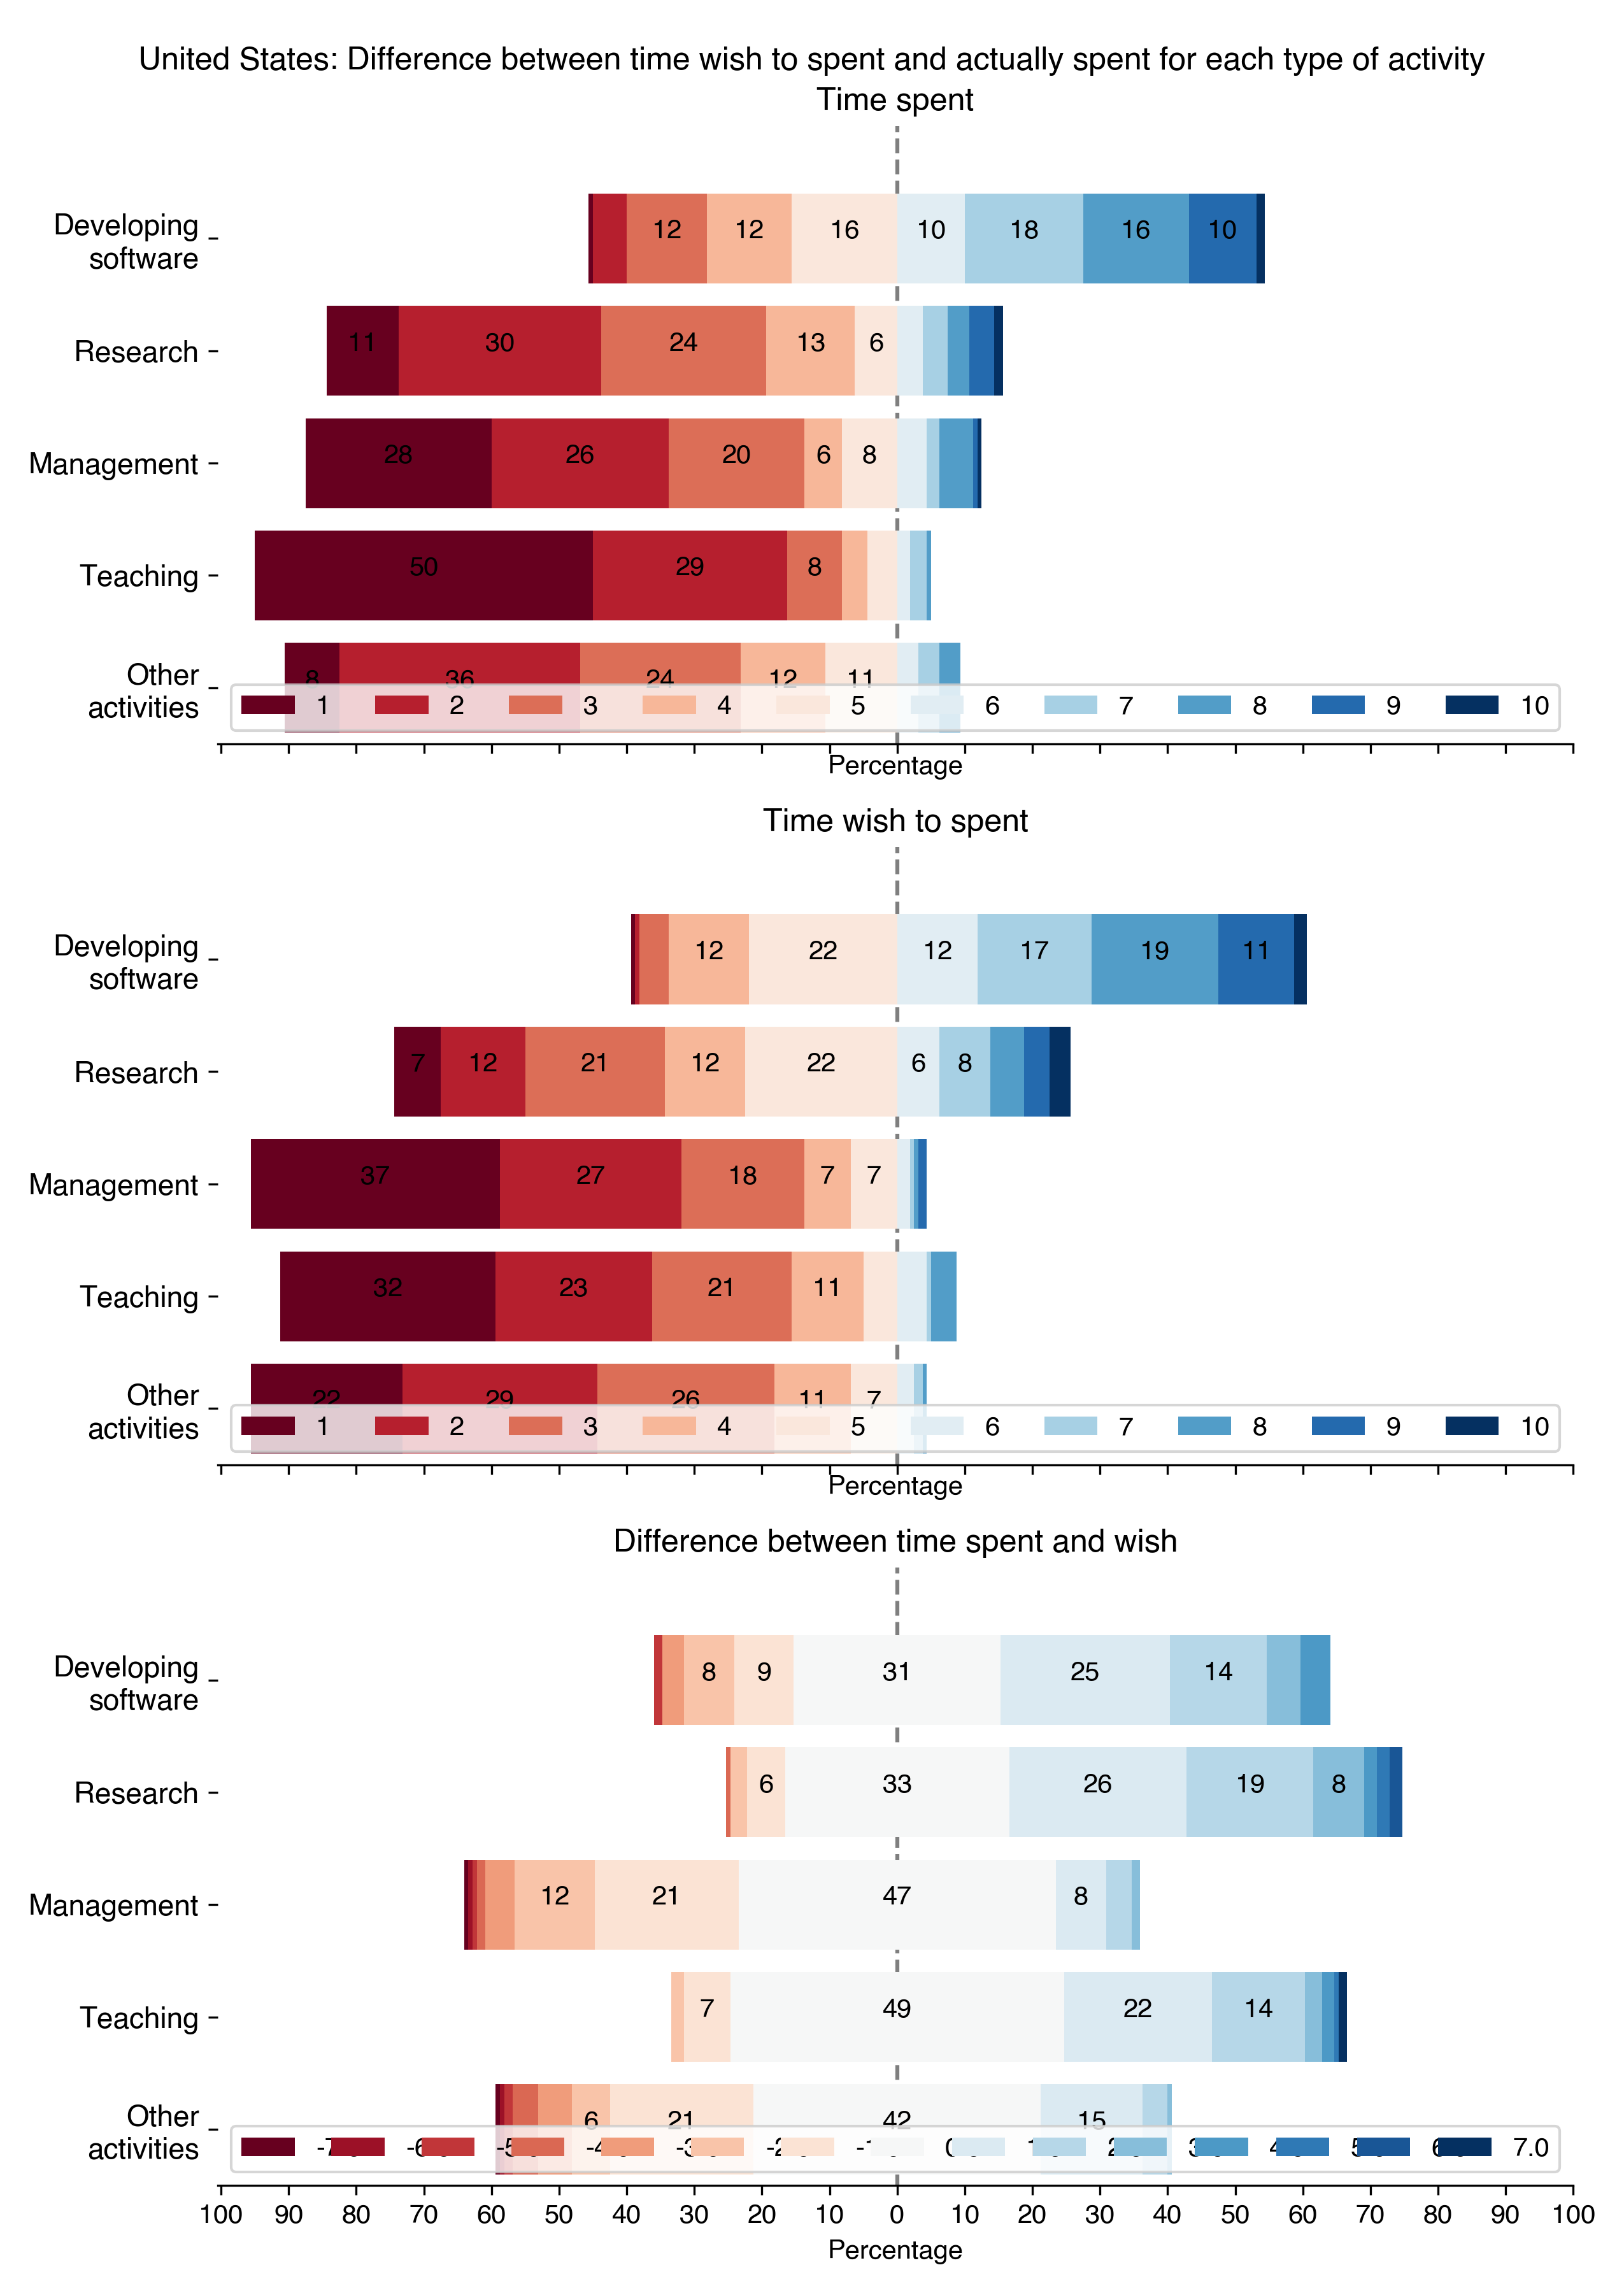 United States: Difference between time wish to spent and actually spent for each type of activity
Time spent
Developing
software
12 12 16 10 18 16 10
Research
11 30 24 13 6
Management
28 26 20 6 8
Teaching
50 29 8
Other
activities
8 36 24 12 11
1 2 3 4 5 6 7 8 9 10
Percentage
Time wish to spent
Developing
software
12 22 12 17 19 11
Research
7 12 21 12 22 6 8
Management
37 27 18 7 7
Teaching
32 23 21 11
Other
activities
22 29 26 11 7
1 2 3 4 5 6 7 8 9 10
Percentage
Difference between time spent and wish
Developing
software
8 9 31 25 14
Research
6 33 26 19 8
Management
12 21 47 8
Teaching
7 49 22 14
Other
activities
6 21 42 15
7.0
100 90 80 70 60 50 40 30 20 10 0 10 20 30 40 50 60 70 80 90 100
Percentage